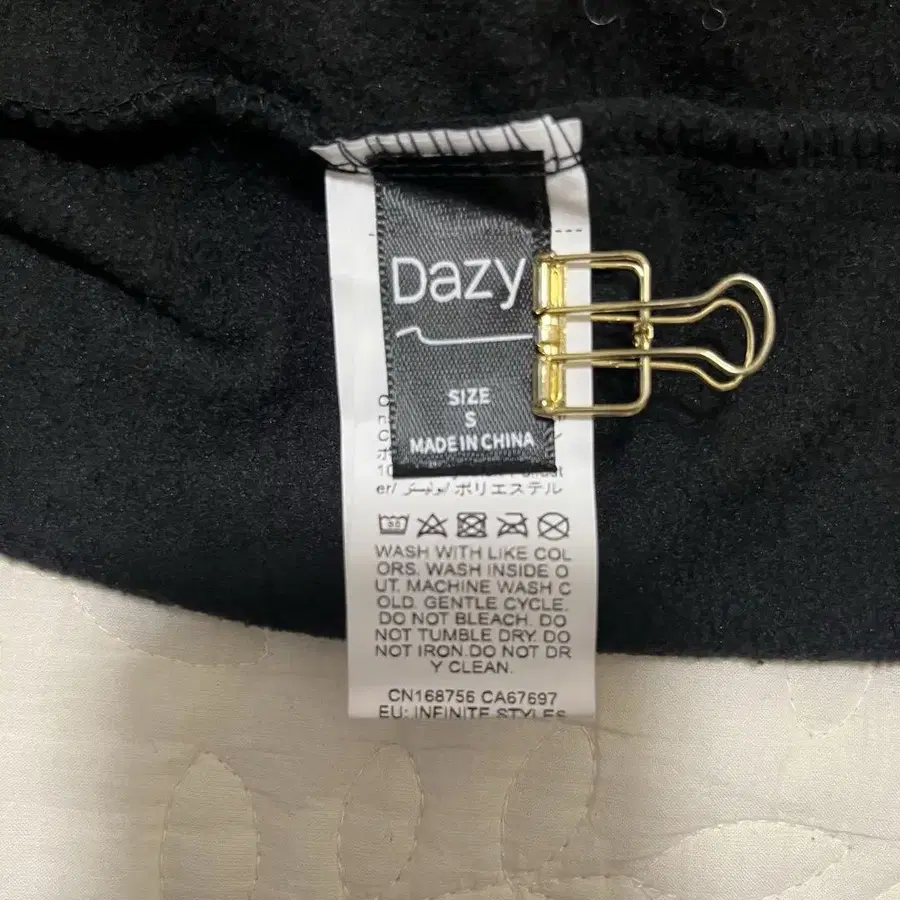 Dazy
SIZE
S
MADE IN CHINA
er/ بوليستر/ ポリエステル
WASH WITH LIKE COL
ORS. WASH INSIDE O
UT. MACHINE WASH C
OLD. GENTLE CYCLE.
DO NOT BLEACH. DO
NOT TUMBLE DRY. DO
NOT IRON.DO NOT DR
Y CLEAN.
CN168756 CA67697
EU: INFINITE STYLES